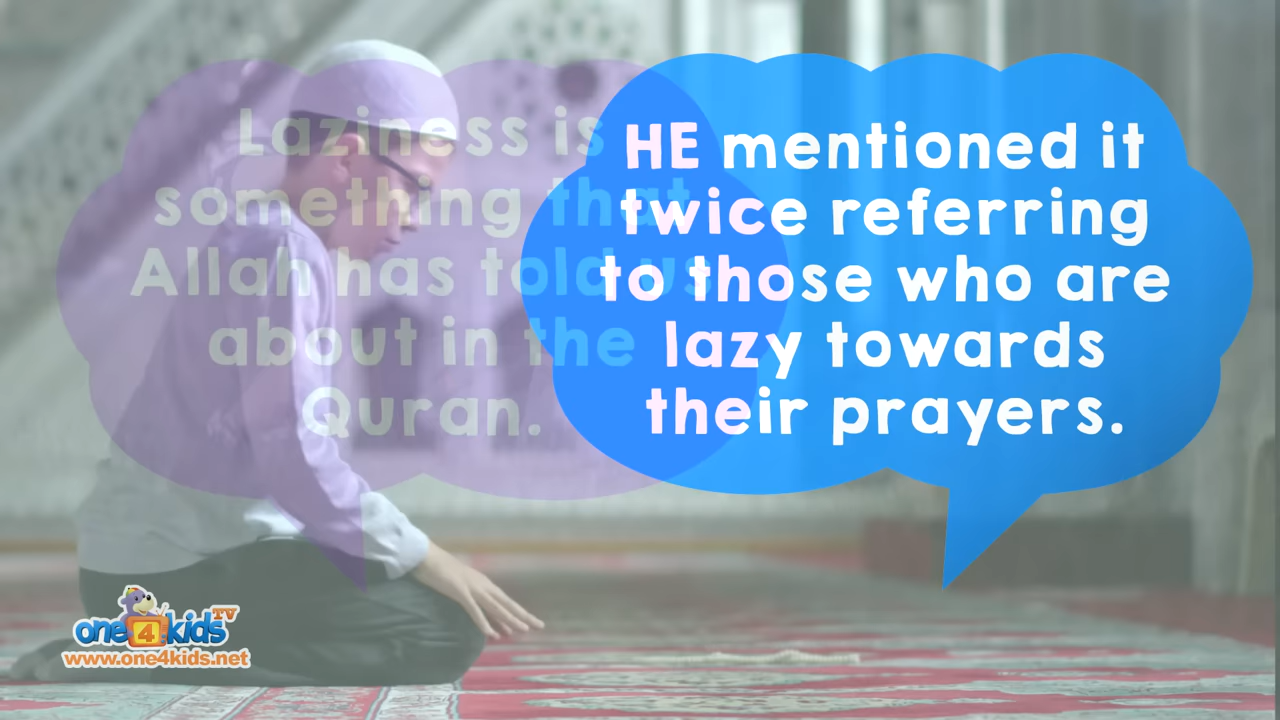 Laziness is
something that
Allah has told us
about in the
Quran.
HE mentioned it
twice referring
to those who are
lazy towards
their prayers.
one4kids TV
www.one4kids.net